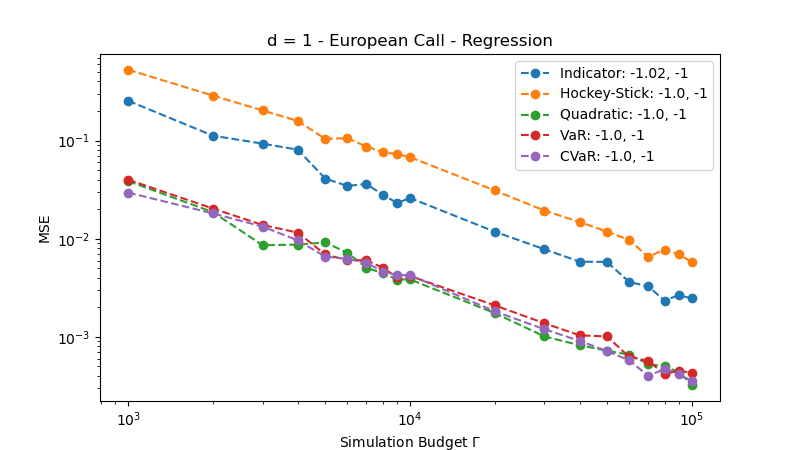 d = 1 - European Call - Regression
Indicator: -1.02, -1
Hockey-Stick: -1.0, -1
Quadratic: -1.0, -1
VaR: -1.0, -1
CVaR: -1.0, -1
MSE
10⁻¹
10⁻²
10⁻³
10³ 10⁴ 10⁵
Simulation Budget Γ